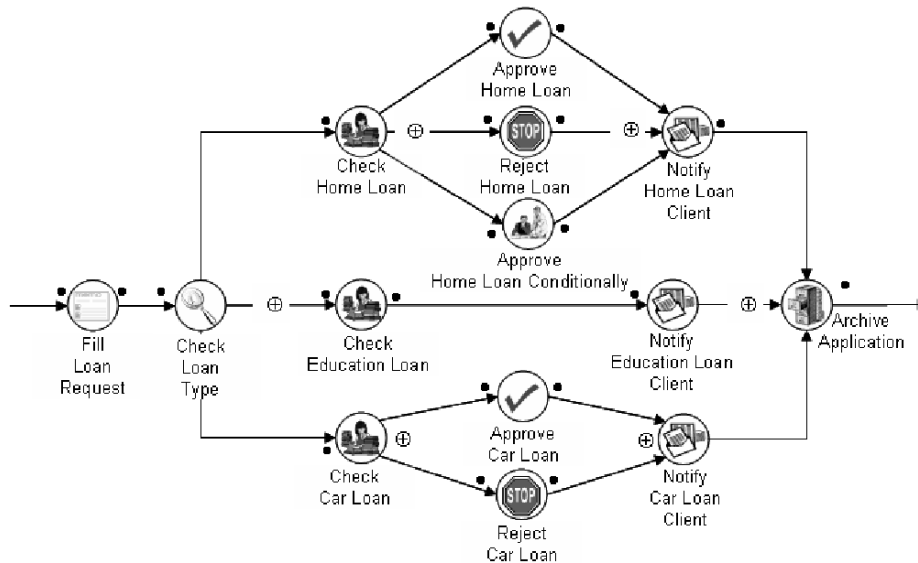 Approve
Home Loan
Check
Home Loan
STOP
Reject
Home Loan
Notify
Home Loan
Client
Approve
Home Loan Conditionally
Fill
Loan
Request
Check
Loan
Type
Check
Education Loan
Notify
Education Loan
Client
Archive
Application
Approve
Car Loan
Check
Car Loan
STOP
Reject
Car Loan
Notify
Car Loan
Client